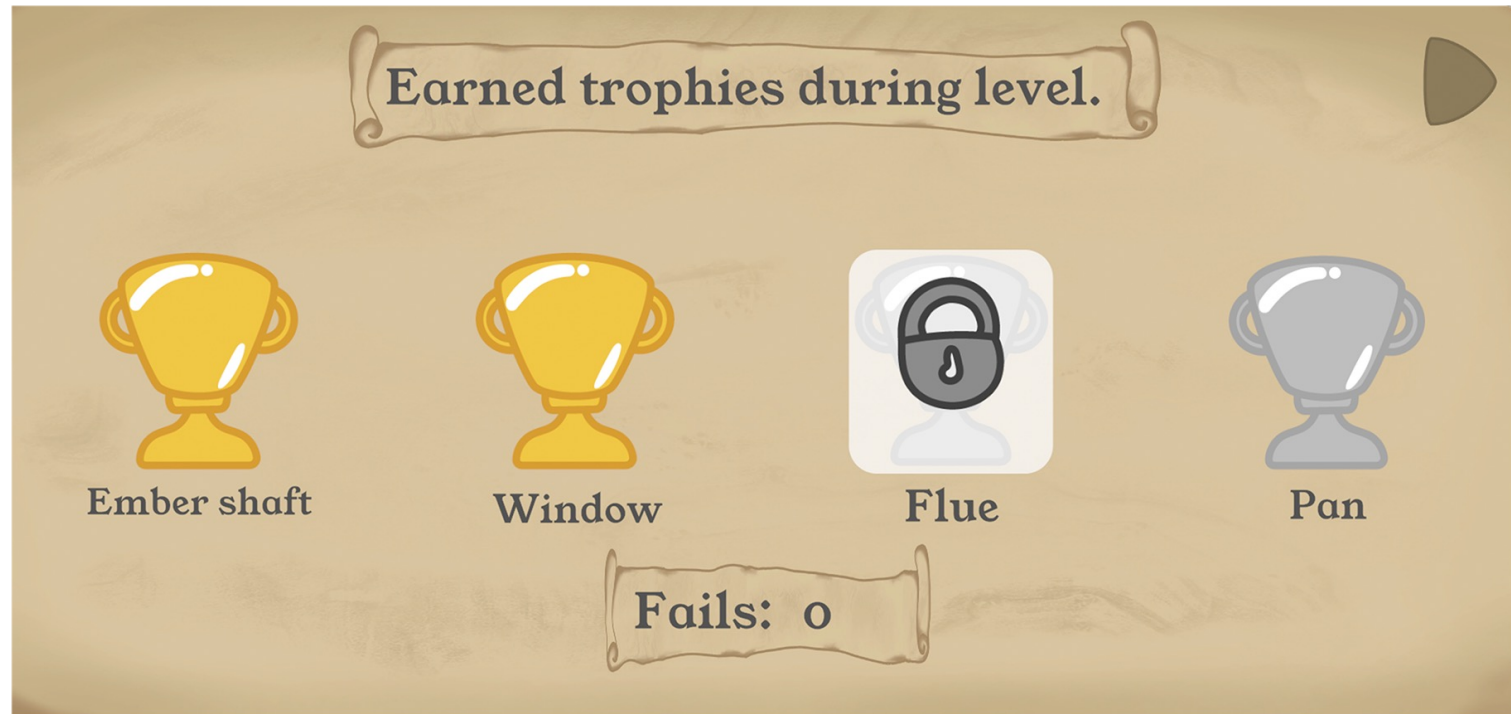 Earned trophies during level.
Ember shaft
Window
Flue
Pan
Fails: 0